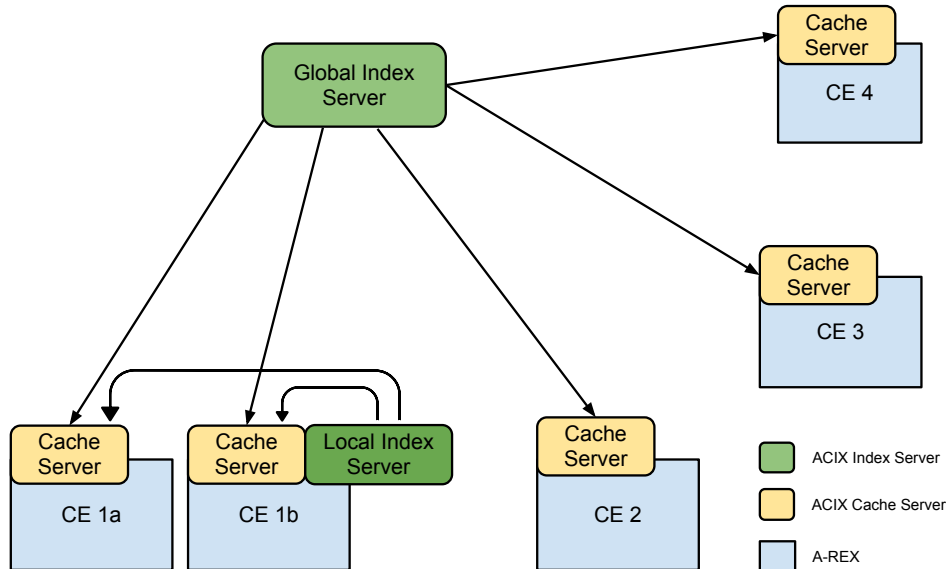 Cache
Server
CE 4
Global Index
Server
Cache
Server
CE 3
Cache
Server
CE 1a
Cache
Server
Local Index
Server
CE 1b
Cache
Server
CE 2
ACIX Index Server
ACIX Cache Server
A-REX